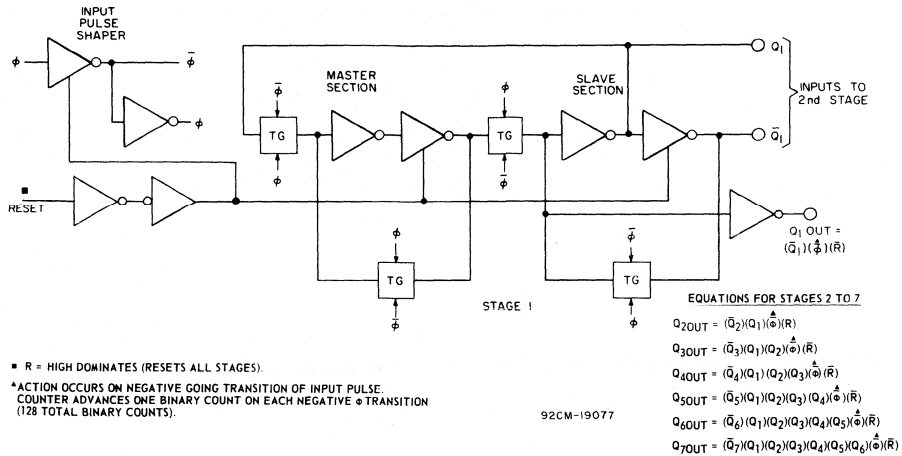 INPUT
PULSE
SHAPER
ϕ
ϕ̄
ϕ
■
RESET
MASTER
SECTION
SLAVE
SECTION
ϕ̄
TG
ϕ
ϕ
TG
ϕ̄
ϕ
TG
ϕ̄
ϕ̄
TG
ϕ
Q₁
Q̄₁
INPUTS TO
2nd STAGE
Q₁ OUT =
(Q̄₁)(ϕ̂)(R̄)
STAGE 1
EQUATIONS FOR STAGES 2 TO 7
Q2OUT = (Q̄2)(Q1)(Φ̄▲)(R)
Q3OUT = (Q̄3)(Q1)(Q2)(Φ̄▲)(R̄)
Q4OUT = (Q̄4)(Q1)(Q2)(Q3)(Φ̄▲)(R̄)
Q5OUT = (Q̄5)(Q1)(Q2)(Q3)(Q4)(Φ̄▲)(R̄)
Q6OUT = (Q̄6)(Q1)(Q2)(Q3)(Q4)(Q5)(Φ̄▲)(R̄)
Q7OUT = (Q̄7)(Q1)(Q2)(Q3)(Q4)(Q5)(Q6)(Φ̄▲)(R̄)
■ R = HIGH DOMINATES (RESETS ALL STAGES).
▲ACTION OCCURS ON NEGATIVE GOING TRANSITION OF INPUT PULSE.
COUNTER ADVANCES ONE BINARY COUNT ON EACH NEGATIVE Φ TRANSITION
(128 TOTAL BINARY COUNTS).
92CM-19077